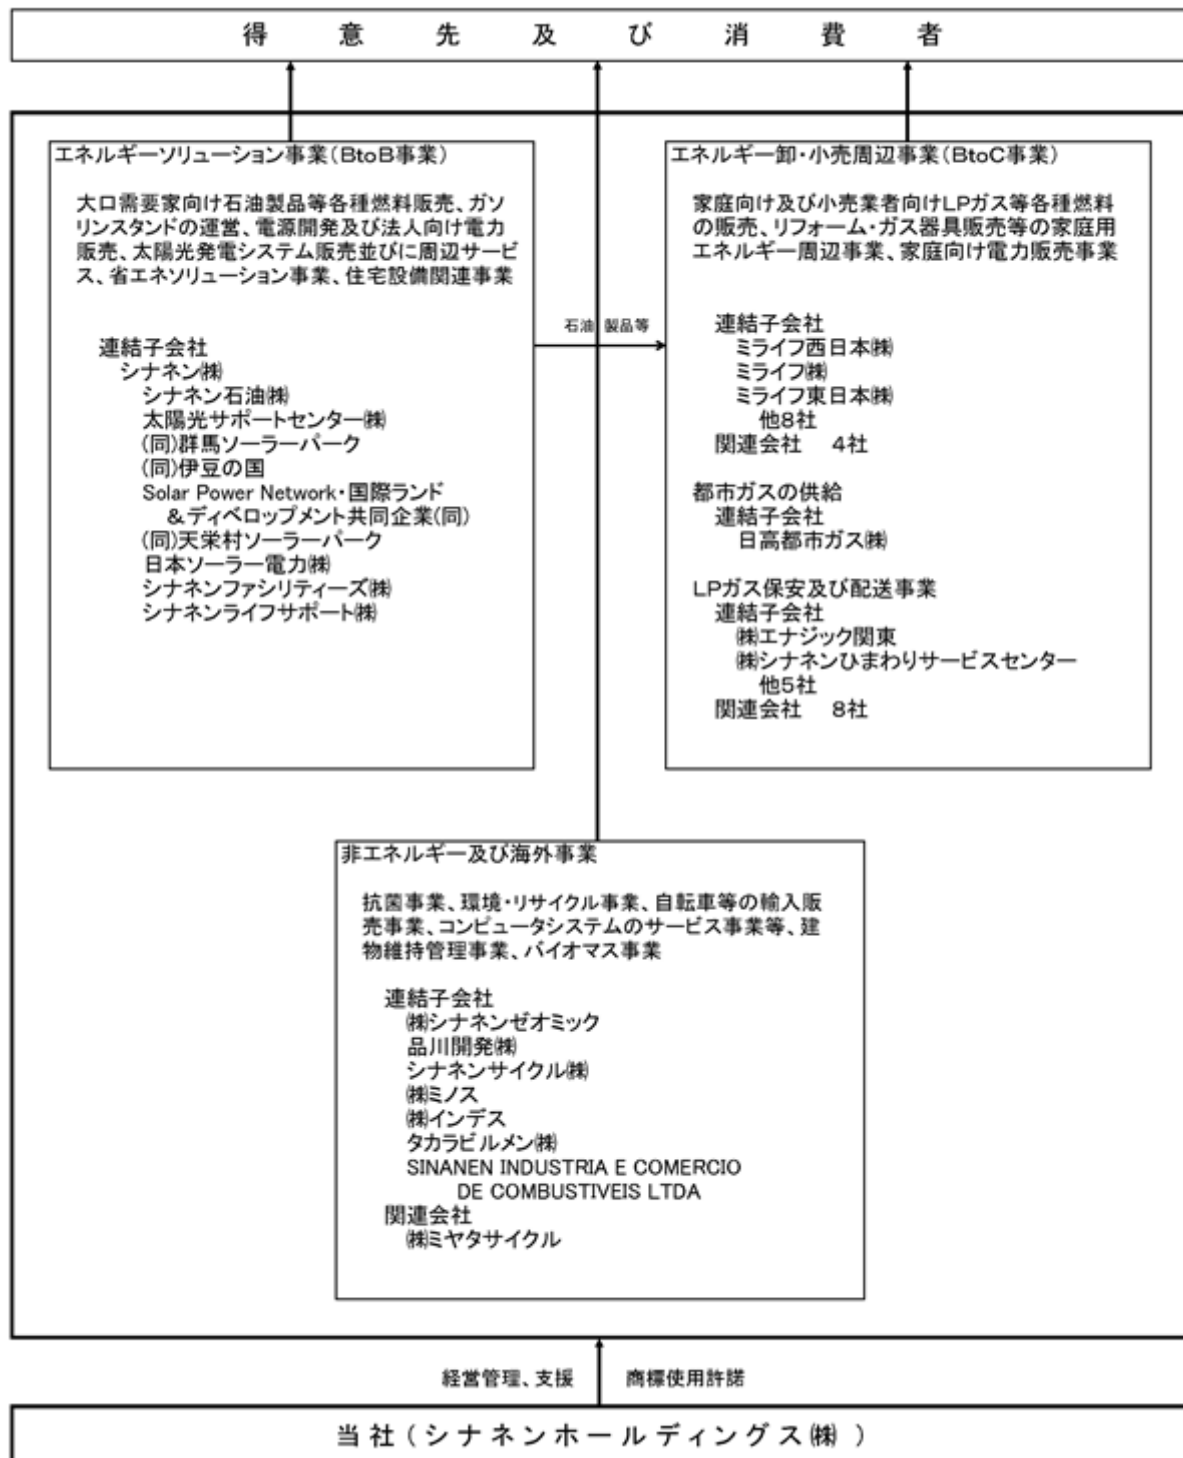 得意先及び消費者
エネルギーソリューション事業(BtoB事業)
大口需要家向け石油製品等各種燃料販売、ガソ
リンスタンドの運営、電源開発及び法人向け電力
販売、太陽光発電システム販売並びに周辺サービ
ス、省エネソリューション事業、住宅設備関連事業
連結子会社
シナネン㈱
シナネン石油㈱
太陽光サポートセンター㈱
(同)群馬ソーラーパーク
(同)伊豆の国
Solar Power Network・国際ランド
&ディベロップメント共同企業(同)
(同)天栄村ソーラーパーク
日本ソーラー電力㈱
シナネンファシリティーズ㈱
シナネンライフサポート㈱
石油 製品等
エネルギー卸・小売周辺事業(BtoC事業)
家庭向け及び小売業者向けLPガス等各種燃料
の販売、リフォーム・ガス器具販売等の家庭用
エネルギー周辺事業、家庭向け電力販売事業
連結子会社
ミライフ西日本㈱
ミライフ㈱
ミライフ東日本㈱
他8社
関連会社 4社
都市ガスの供給
連結子会社
日高都市ガス㈱
LPガス保安及び配送事業
連結子会社
㈱エナジック関東
㈱シナネンひまわりサービスセンター
他5社
関連会社 8社
非エネルギー及び海外事業
抗菌事業、環境・リサイクル事業、自転車等の輸入販
売事業、コンピュータシステムのサービス事業等、建
物維持管理事業、バイオマス事業
連結子会社
㈱シナネンゼオミック
品川開発㈱
シナネンサイクル㈱
㈱ミノス
㈱インデス
タカラビルメン㈱
SINANEN INDUSTRIA E COMERCIO
DE COMBUSTIVEIS LTDA
関連会社
㈱ミヤタサイクル
経営管理、支援 商標使用許諾
当社(シナネンホールディングス㈱)